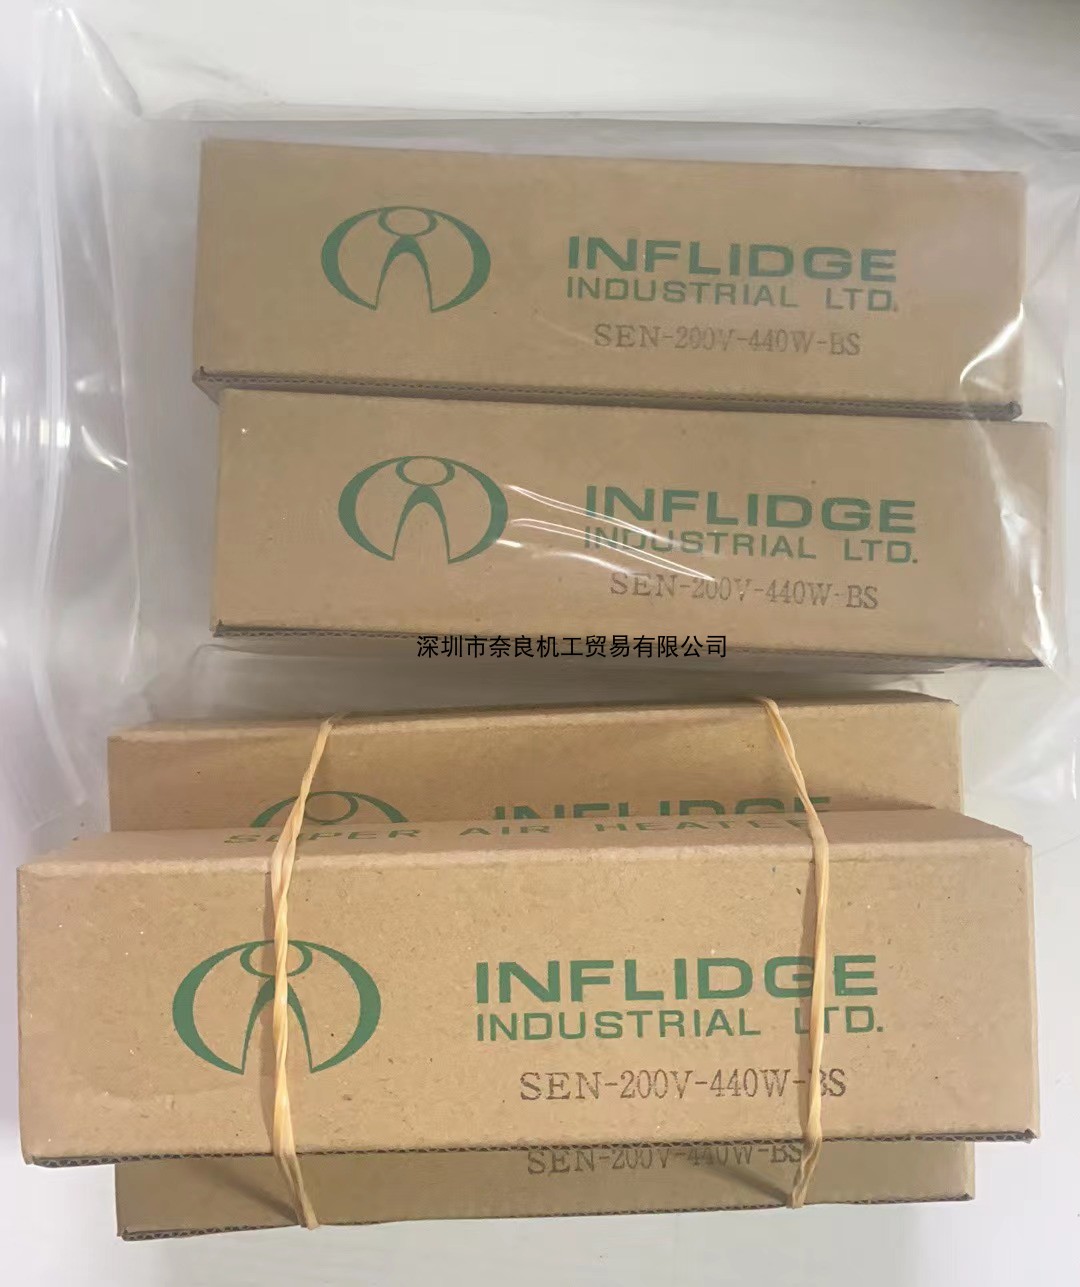 INFLIDGE
INDUSTRIAL LTD.
SEN-200V-440W-BS
INFLIDGE
INDUSTRIAL LTD.
SEN-200V-440W-BS
深圳市奈良机工贸易有限公司
INFLIDGE
SUPER AIR HEATER
INFLIDGE
INDUSTRIAL LTD.
SEN-200V-440W-BS
SEN-200V-440W-BS